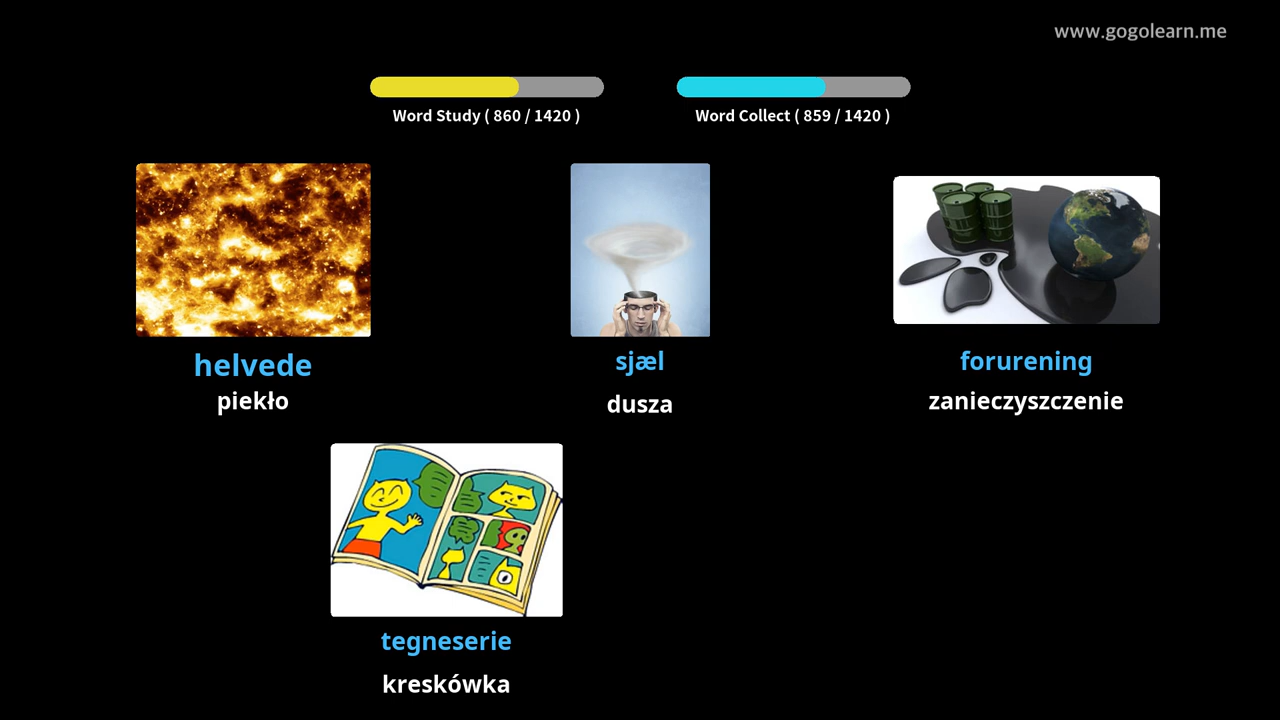 www.gogolearn.me
Word Study ( 860 / 1420 )
Word Collect ( 859 / 1420 )
helvede
piekło
sjæl
dusza
forurening
zanieczyszczenie
tegneserie
kreskówka